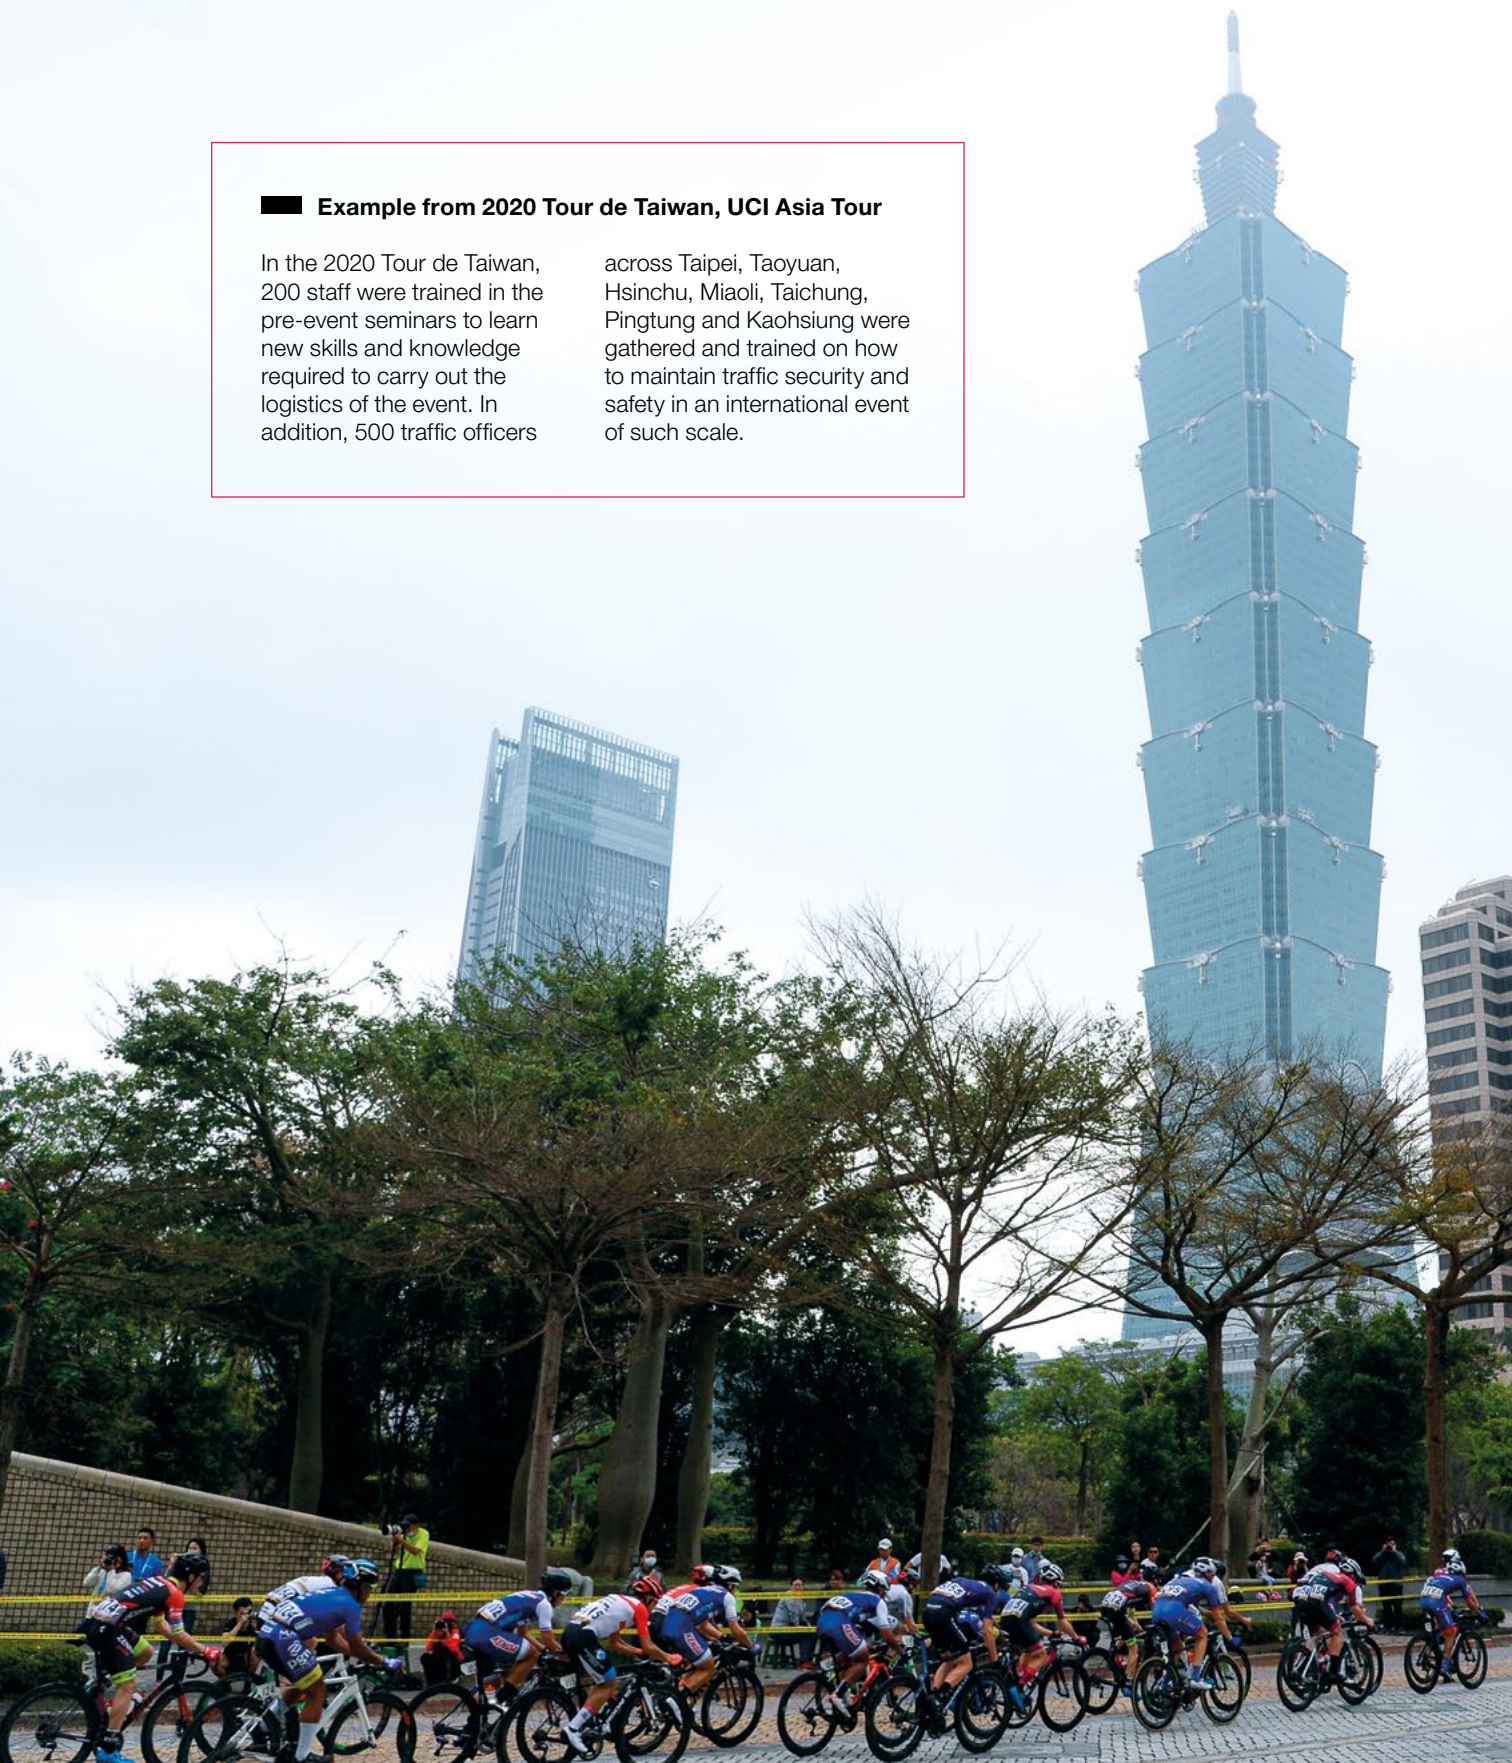 Example from 2020 Tour de Taiwan, UCI Asia Tour
In the 2020 Tour de Taiwan,
200 staff were trained in the
pre-event seminars to learn
new skills and knowledge
required to carry out the
logistics of the event. In
addition, 500 traffic officers
across Taipei, Taoyuan,
Hsinchu, Miaoli, Taichung,
Pingtung and Kaohsiung were
gathered and trained on how
to maintain traffic security and
safety in an international event
of such scale.